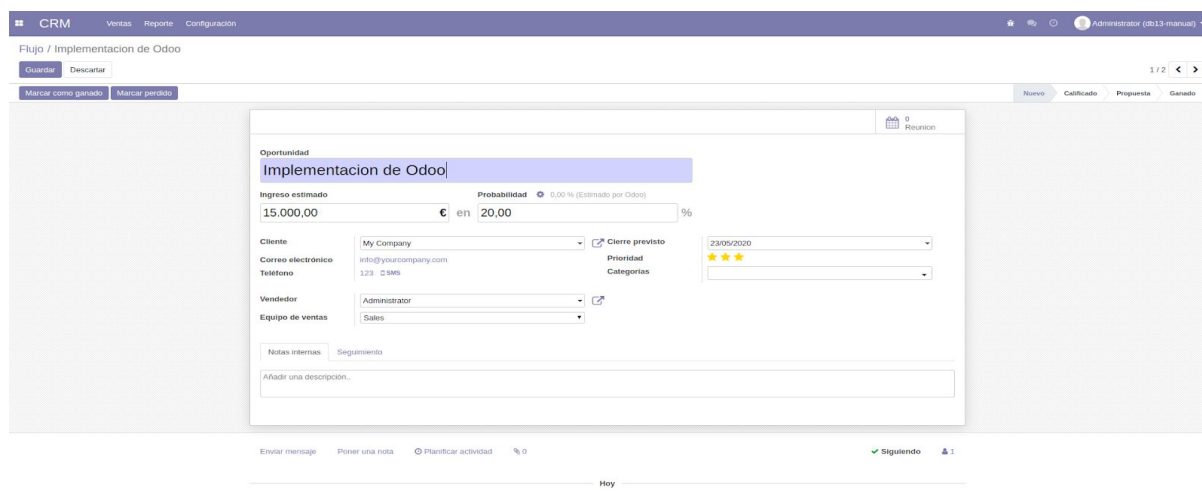 CRM Ventas Reporte Configuración Administrator (db13-manual)
Flujo / Implementacion de Odoo
Guardar Descartar 1 / 2
Marcar como ganado Marcar perdido Nuevo Calificado Propuesta Ganado
0
Reunion
Oportunidad
Implementacion de Odoo
Ingreso estimado Probabilidad 0,00 % (Estimado por Odoo)
15.000,00 € en 20,00 %
Cliente My Company Cierre previsto 23/05/2020
Correo electrónico info@yourcompany.com Prioridad
Teléfono 123 SMS Categorías
Vendedor Administrator
Equipo de ventas Sales
Notas internas Seguimiento
Añadir una descripción..
Enviar mensaje Poner una nota Planificar actividad 0 Siguiendo 1
Hoy